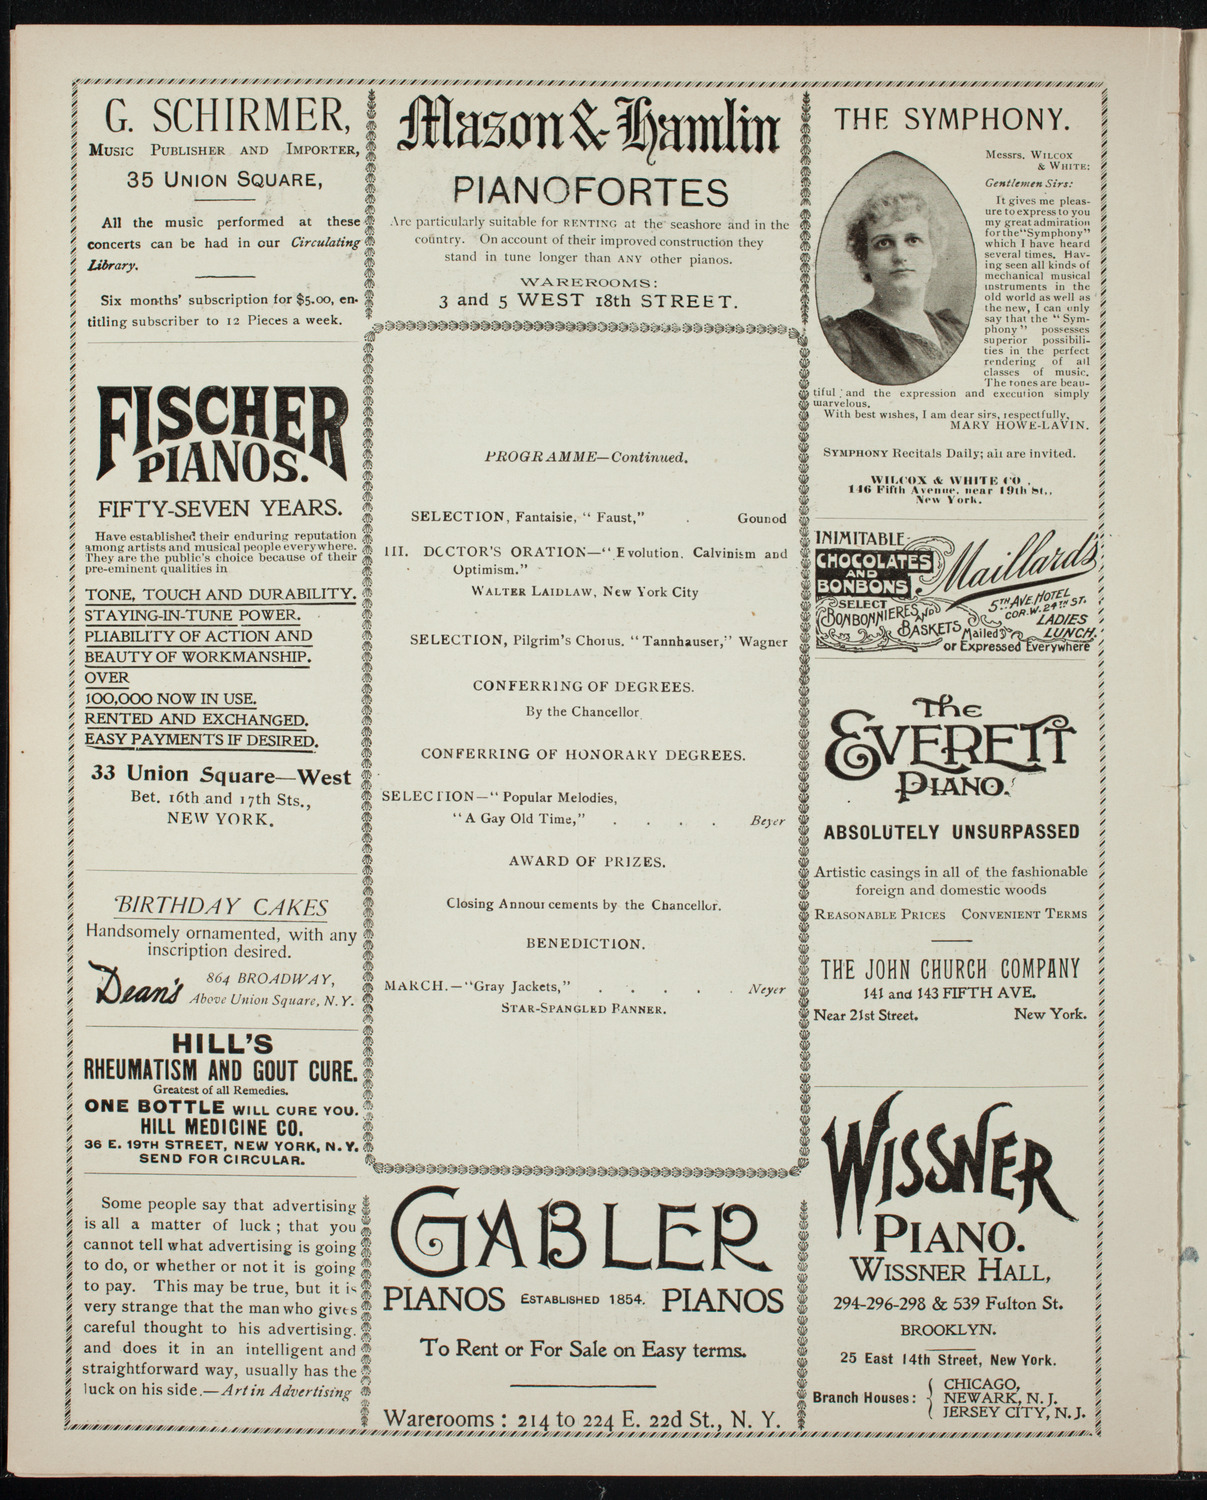 G. SCHIRMER,
MUSIC PUBLISHER AND IMPORTER,
35 UNION SQUARE,
All the music performed at these
concerts can be had in our Circulating
Library.
Six months' subscription for $5.00, en-
titling subscriber to 12 Pieces a week.
FISCHER
PIANOS.
FIFTY-SEVEN YEARS.
Have established their enduring reputation
among artists and musical people everywhere.
They are the public's choice because of their
pre-eminent qualities in
TONE, TOUCH AND DURABILITY.
STAYING-IN-TUNE POWER.
PLIABILITY OF ACTION AND
BEAUTY OF WORKMANSHIP.
OVER
100,000 NOW IN USE.
RENTED AND EXCHANGED.
EASY PAYMENTS IF DESIRED.
33 Union Square—West
Bet. 16th and 17th Sts.,
NEW YORK.
BIRTHDAY CAKES
Handsomely ornamented, with any
inscription desired.
Dean's 864 BROADWAY,
Above Union Square, N. Y.
HILL'S
RHEUMATISM AND GOUT CURE.
Greatest of all Remedies.
ONE BOTTLE WILL CURE YOU.
HILL MEDICINE CO.
36 E. 19TH STREET, NEW YORK, N. Y.
SEND FOR CIRCULAR.
Some people say that advertising
is all a matter of luck; that you
cannot tell what advertising is going
to do, or whether or not it is going
to pay. This may be true, but it is
very strange that the man who gives
careful thought to his advertising.
and does it in an intelligent and
straightforward way, usually has the
luck on his side.—Art in Advertising
Mason & Hamlin
PIANOFORTES
Are particularly suitable for RENTING at the seashore and in the
country. On account of their improved construction they
stand in tune longer than ANY other pianos.
WAREROOMS:
3 and 5 WEST 18th STREET.
PROGRAMME—Continued.
SELECTION, Fantaisie, "Faust," . Gounod
III. DOCTOR'S ORATION—"Evolution. Calvinism and
Optimism."
WALTER LAIDLAW, New York City
SELECTION, Pilgrim's Chorus. "Tannhauser," Wagner
CONFERRING OF DEGREES.
By the Chancellor
CONFERRING OF HONORARY DEGREES.
SELECTION—"Popular Melodies,
"A Gay Old Time," . . . . Beyer
AWARD OF PRIZES.
Closing Announcements by the Chancellor.
BENEDICTION.
MARCH.—"Gray Jackets," . . . . . Neyer
STAR-SPANGLED BANNER.
GABLER
PIANOS ESTABLISHED 1854. PIANOS
To Rent or For Sale on Easy terms.
Warerooms: 214 to 224 E. 22d St., N. Y.
THE SYMPHONY.
Messrs. WILCOX
& WHITE:
Gentlemen Sirs:
It gives me pleas-
ure to express to you
my great admiration
for the "Symphony"
which I have heard
several times. Hav-
ing seen all kinds of
mechanical musical
instruments in the
old world as well as
the new, I can only
say that the "Sym-
phony" possesses
superior possibili-
ties in the perfect
rendering of all
classes of music.
The tones are beau-
tiful; and the expression and execution simply
marvelous.
With best wishes, I am dear sirs, respectfully,
MARY HOWE-LAVIN.
SYMPHONY Recitals Daily; all are invited.
WILCOX & WHITE CO.,
146 Fifth Avenue, near 19th St.,
New York.
INIMITABLE
CHOCOLATES
AND
BONBONS
Maillard's
SELECT
BONBONNIERES AND
BASKETS
5TH AVE HOTEL
COR. W. 24TH ST.
LADIES
LUNCH.
Mailed
or Expressed Everywhere
The
EVERETT
PIANO.
ABSOLUTELY UNSURPASSED
Artistic casings in all of the fashionable
foreign and domestic woods
REASONABLE PRICES CONVENIENT TERMS
THE JOHN CHURCH COMPANY
141 and 143 FIFTH AVE.
Near 21st Street. New York.
WISSNER
PIANO.
WISSNER HALL,
294-296-298 & 539 Fulton St.
BROOKLYN.
25 East 14th Street, New York.
Branch Houses: { CHICAGO,
NEWARK, N. J.
JERSEY CITY, N. J.